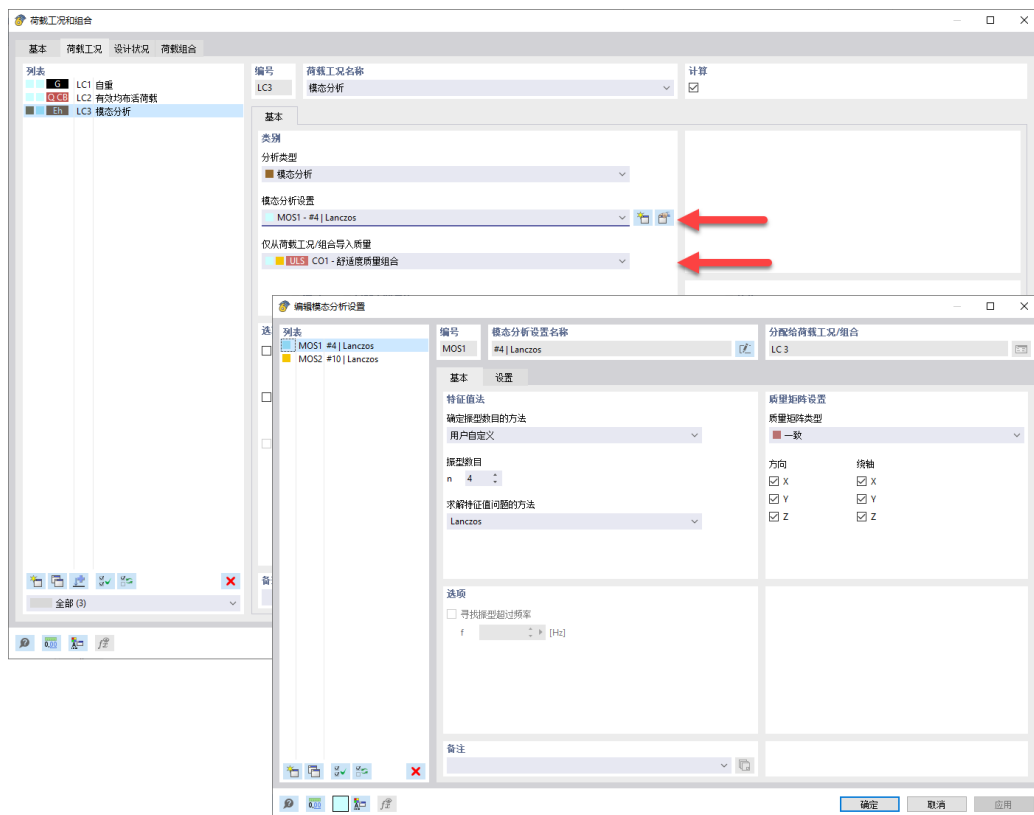 荷载工况和组合
基本 荷载工况 设计状况 荷载组合
列表
G LC1 自重
Q CB LC2 有效均布活荷载
Eh LC3 模态分析
编号
LC3
荷载工况名称
模态分析
计算
基本
类别
分析类型
模态分析
模态分析设置
MOS1 - #4 | Lanczos
仅从荷载工况/组合导入质量
ULS CO1 - 舒适度质量组合
全部 (3)
编辑模态分析设置
列表
MOS1 #4 | Lanczos
MOS2 #10 | Lanczos
编号
MOS1
模态分析设置名称
#4 | Lanczos
分配给荷载工况/组合
LC 3
基本 设置
特征值法
确定振型数目的方法
用户自定义
振型数目
n 4
求解特征值问题的方法
Lanczos
质量矩阵设置
质量矩阵类型
一致
方向 绕轴
X X
Y Y
Z Z
选项
寻找振型超过频率
f [Hz]
备注
确定 取消 应用